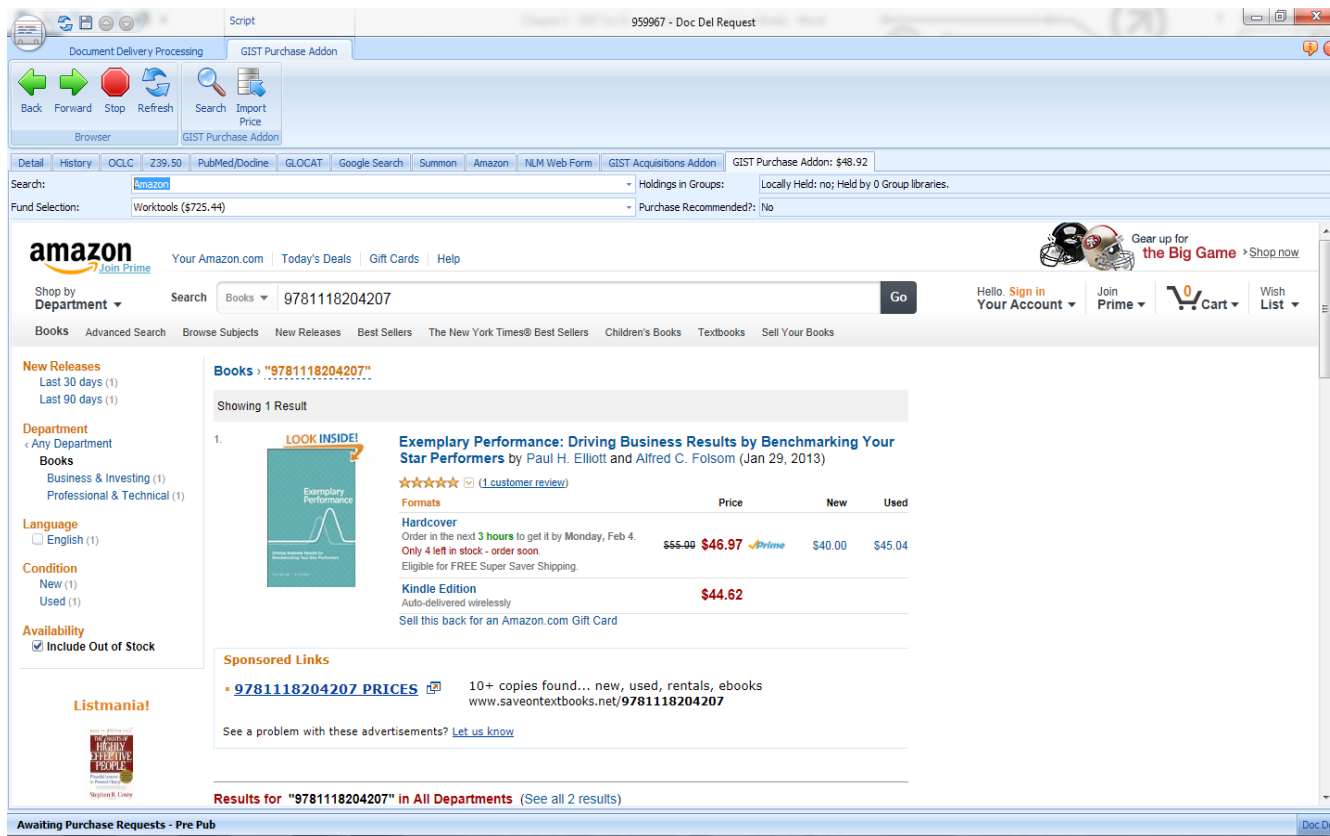 Script
959967 - Doc Del Request
Document Delivery Processing
GIST Purchase Addon
Back
Forward
Stop
Refresh
Search
Import Price
Browser
GIST Purchase Addon
Detail
History
OCLC
Z39.50
PubMed/Docline
GLOCAT
Google Search
Summon
Amazon
NLM Web Form
GIST Acquisitions Addon
GIST Purchase Addon: $48.92
Search:
Amazon
Holdings in Groups:
Locally Held: no; Held by 0 Group libraries.
Fund Selection:
Worktools ($725.44)
Purchase Recommended?:
No
amazon
Join Prime
Your Amazon.com
Today's Deals
Gift Cards
Help
Gear up for
the Big Game
Shop now
Shop by
Department
Search
Books
9781118204207
Go
Hello. Sign in
Your Account
Join
Prime
0
Cart
Wish
List
Books
Advanced Search
Browse Subjects
New Releases
Best Sellers
The New York Times® Best Sellers
Children's Books
Textbooks
Sell Your Books
New Releases
Last 30 days (1)
Last 90 days (1)
Department
‹ Any Department
Books
Business & Investing (1)
Professional & Technical (1)
Language
English (1)
Condition
New (1)
Used (1)
Availability
Include Out of Stock
Listmania!
HIGHLY
EFFECTIVE
PEOPLE
Stephen R. Covey
Books › "9781118204207"
Showing 1 Result
1.
LOOK INSIDE!
Exemplary
Performance
Exemplary Performance: Driving Business Results by Benchmarking Your
Star Performers by Paul H. Elliott and Alfred C. Folsom (Jan 29, 2013)
(1 customer review)
Formats Price New Used
Hardcover
Order in the next 3 hours to get it by Monday, Feb 4.
Only 4 left in stock - order soon.
Eligible for FREE Super Saver Shipping.
$55.00 $46.97 Prime $40.00 $45.04
Kindle Edition
Auto-delivered wirelessly
$44.62
Sell this back for an Amazon.com Gift Card
Sponsored Links
9781118204207 PRICES
10+ copies found... new, used, rentals, ebooks
www.saveontextbooks.net/9781118204207
See a problem with these advertisements? Let us know
Results for "9781118204207" in All Departments (See all 2 results)
Awaiting Purchase Requests - Pre Pub